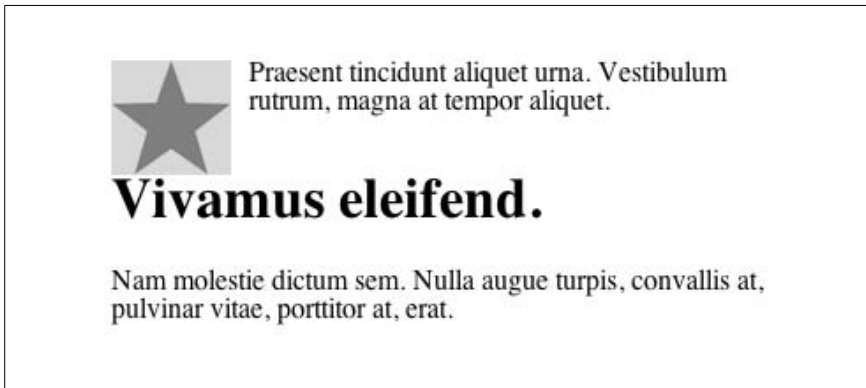 Praesent tincidunt aliquet urna. Vestibulum
rutrum, magna at tempor aliquet.
Vivamus eleifend.
Nam molestie dictum sem. Nulla augue turpis, convallis at,
pulvinar vitae, porttitor at, erat.